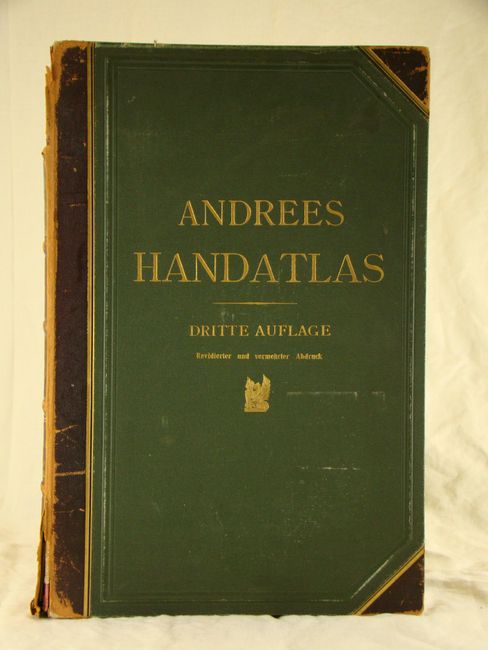 ANDREES
HANDATLAS
DRITTE AUFLAGE
Revidierter und vermehrter Abdruck